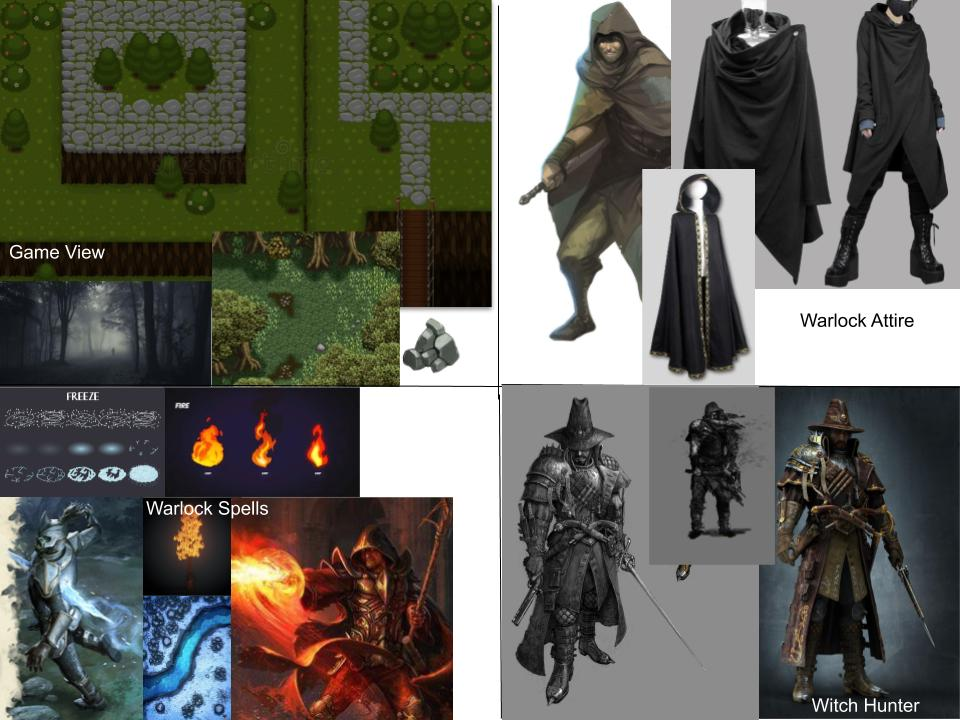 Game View
Warlock Attire
FREEZE
FIRE
Warlock Spells
Witch Hunter